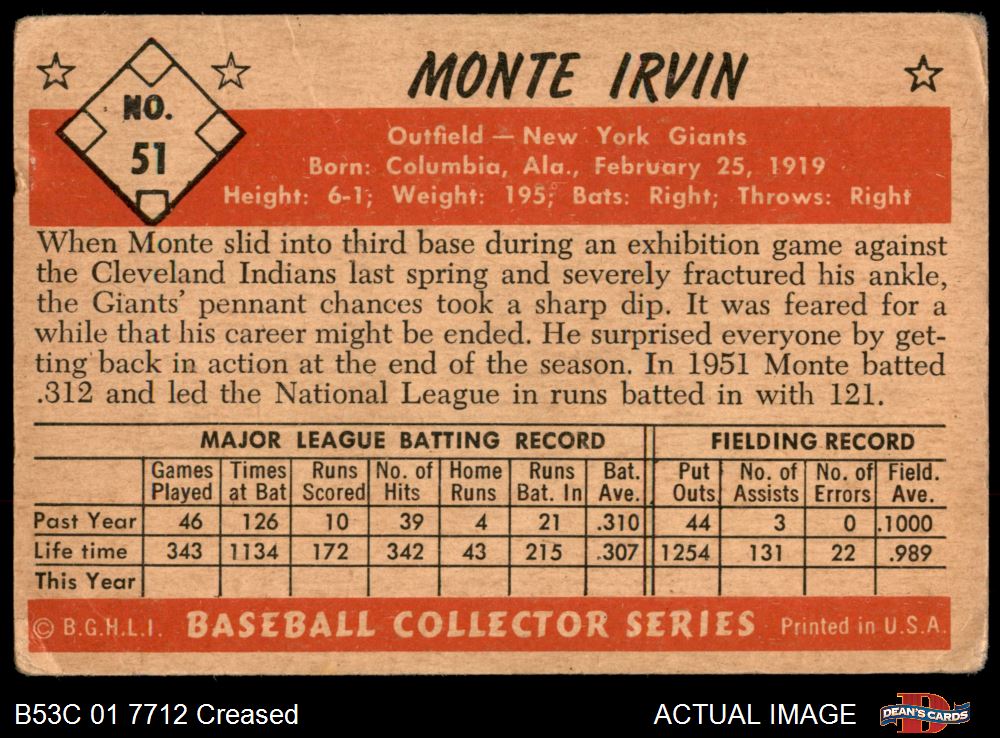 NO.
51
MONTE IRVIN
Outfield — New York Giants
Born: Columbia, Ala., February 25, 1919
Height: 6-1; Weight: 195; Bats: Right; Throws: Right
When Monte slid into third base during an exhibition game against
the Cleveland Indians last spring and severely fractured his ankle,
the Giants' pennant chances took a sharp dip. It was feared for a
while that his career might be ended. He surprised everyone by get-
ting back in action at the end of the season. In 1951 Monte batted
.312 and led the National League in runs batted in with 121.
MAJOR LEAGUE BATTING RECORD FIELDING RECORD
Games Times Runs No. of Home Runs Bat. Put No. of No. of Field.
Played at Bat Scored Hits Runs Bat. In Ave. Outs Assists Errors Ave.
Past Year 46 126 10 39 4 21 .310 44 3 0 .1000
Life time 343 1134 172 342 43 215 .307 1254 131 22 .989
This Year
© B.G.H.L.I. BASEBALL COLLECTOR SERIES Printed in U.S.A.
B53C 01 7712 Creased ACTUAL IMAGE DEAN'S CARDS